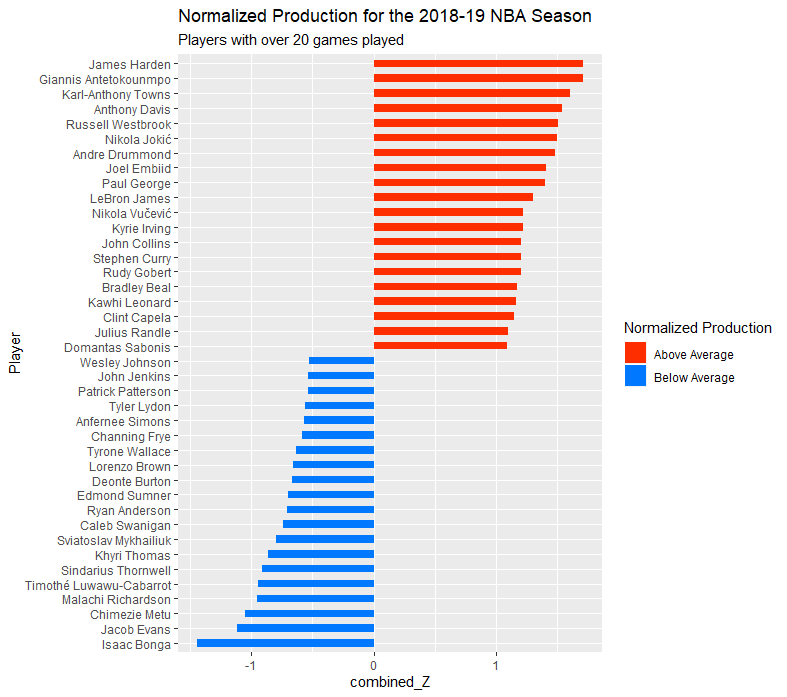 Normalized Production for the 2018-19 NBA Season
Players with over 20 games played
James Harden
Giannis Antetokounmpo
Karl-Anthony Towns
Anthony Davis
Russell Westbrook
Nikola Jokić
Andre Drummond
Joel Embiid
Paul George
LeBron James
Nikola Vučević
Kyrie Irving
John Collins
Stephen Curry
Rudy Gobert
Bradley Beal
Kawhi Leonard
Clint Capela
Julius Randle
Domantas Sabonis
Wesley Johnson
John Jenkins
Patrick Patterson
Tyler Lydon
Anfernee Simons
Channing Frye
Tyrone Wallace
Lorenzo Brown
Deonte Burton
Edmond Sumner
Ryan Anderson
Caleb Swanigan
Sviatoslav Mykhailiuk
Khyri Thomas
Sindarius Thornwell
Timothé Luwawu-Cabarrot
Malachi Richardson
Chimezie Metu
Jacob Evans
Isaac Bonga
Player
-1 0 1
combined_Z
Normalized Production
Above Average
Below Average